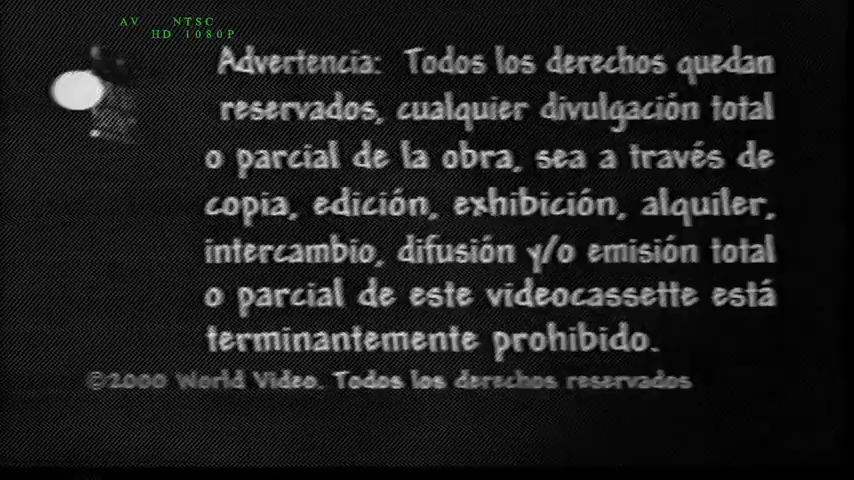 AV NTSC
HD 1080P
Advertencia: Todos los derechos quedan
reservados, cualquier divulgación total
o parcial de la obra, sea a través de
copia, edición, exhibición, alquiler,
intercambio, difusión y/o emisión total
o parcial de este videocassette está
terminantemente prohibido.
©2000 World Video. Todos los derechos reservados